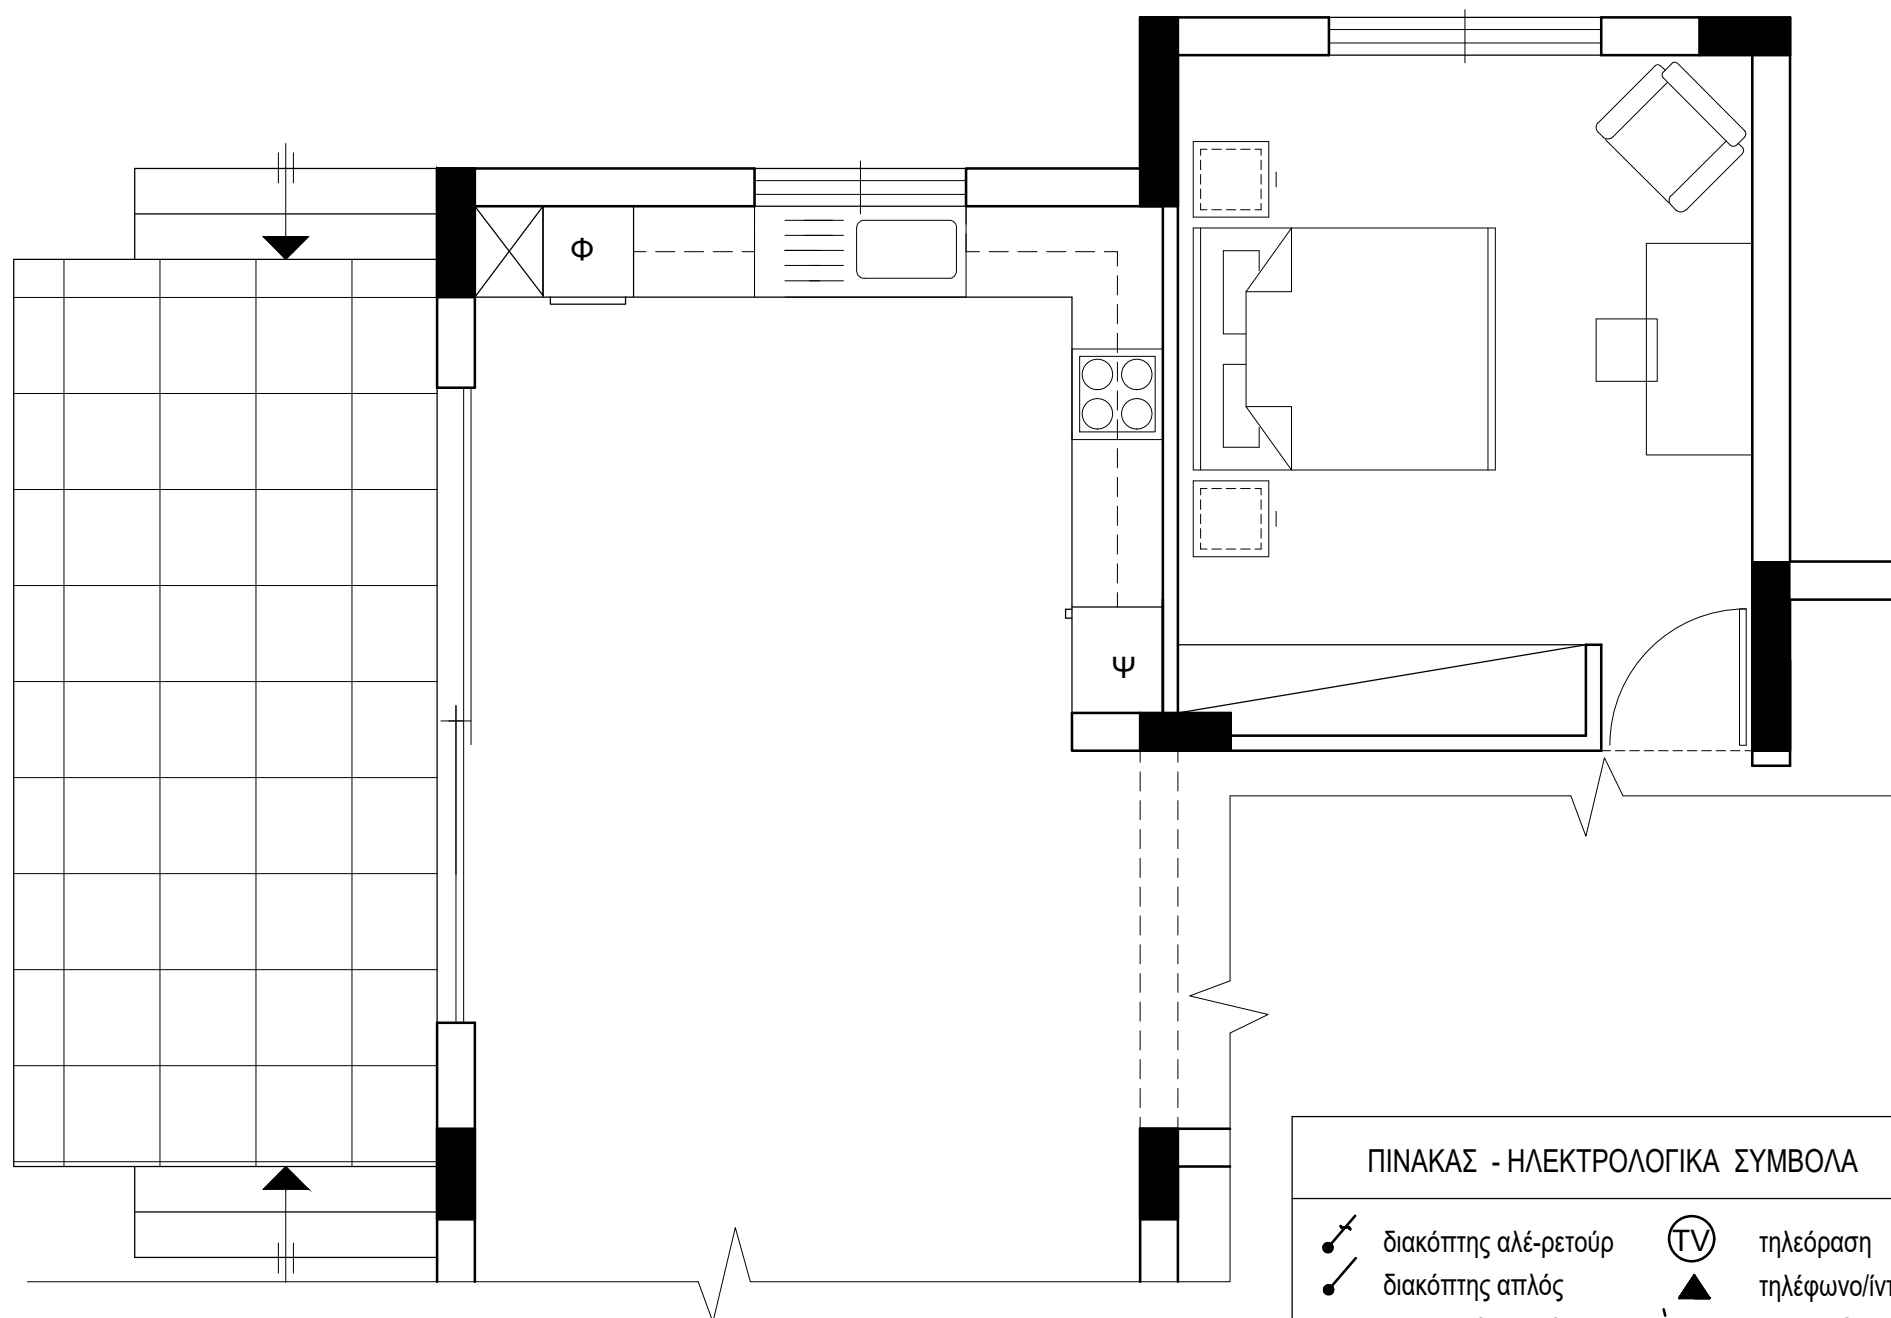 Φ
Ψ
ΠΙΝΑΚΑΣ - ΗΛΕΚΤΡΟΛΟΓΙΚΑ ΣΥΜΒΟΛΑ
διακόπτης αλέ-ρετούρ TV τηλεόραση
διακόπτης απλός